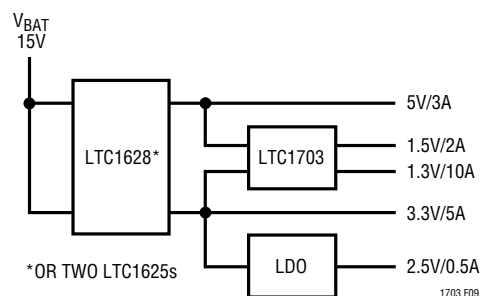 VBAT
15V
5V/3A
LTC1628*
LTC1703
1.5V/2A
1.3V/10A
3.3V/5A
*OR TWO LTC1625s
LDO
2.5V/0.5A
1703 F09